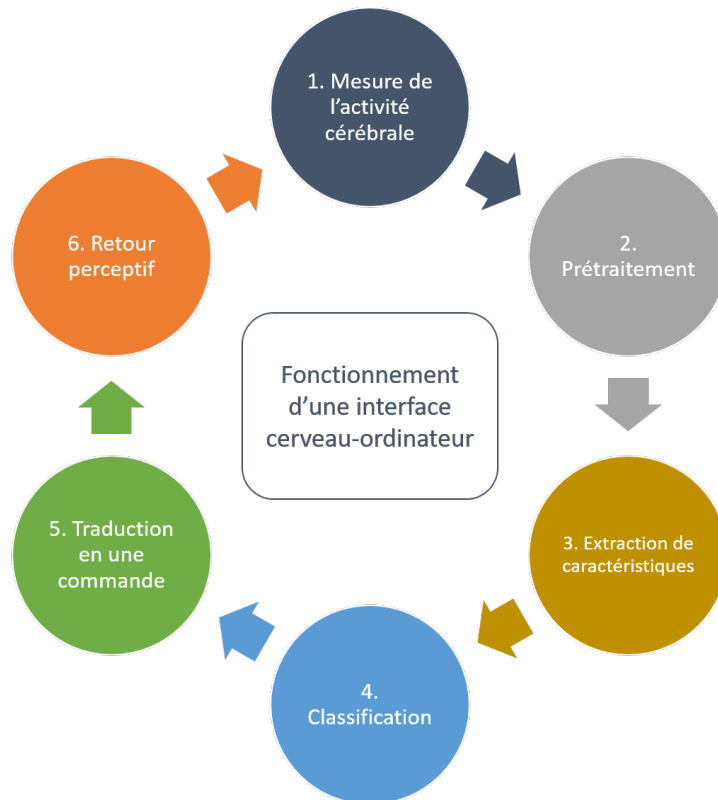 1. Mesure de
l’activité
cérébrale
2.
Prétraitement
3. Extraction de
caractéristiques
4.
Classification
5. Traduction
en une
commande
6. Retour
perceptif
Fonctionnement
d’une interface
cerveau-ordinateur